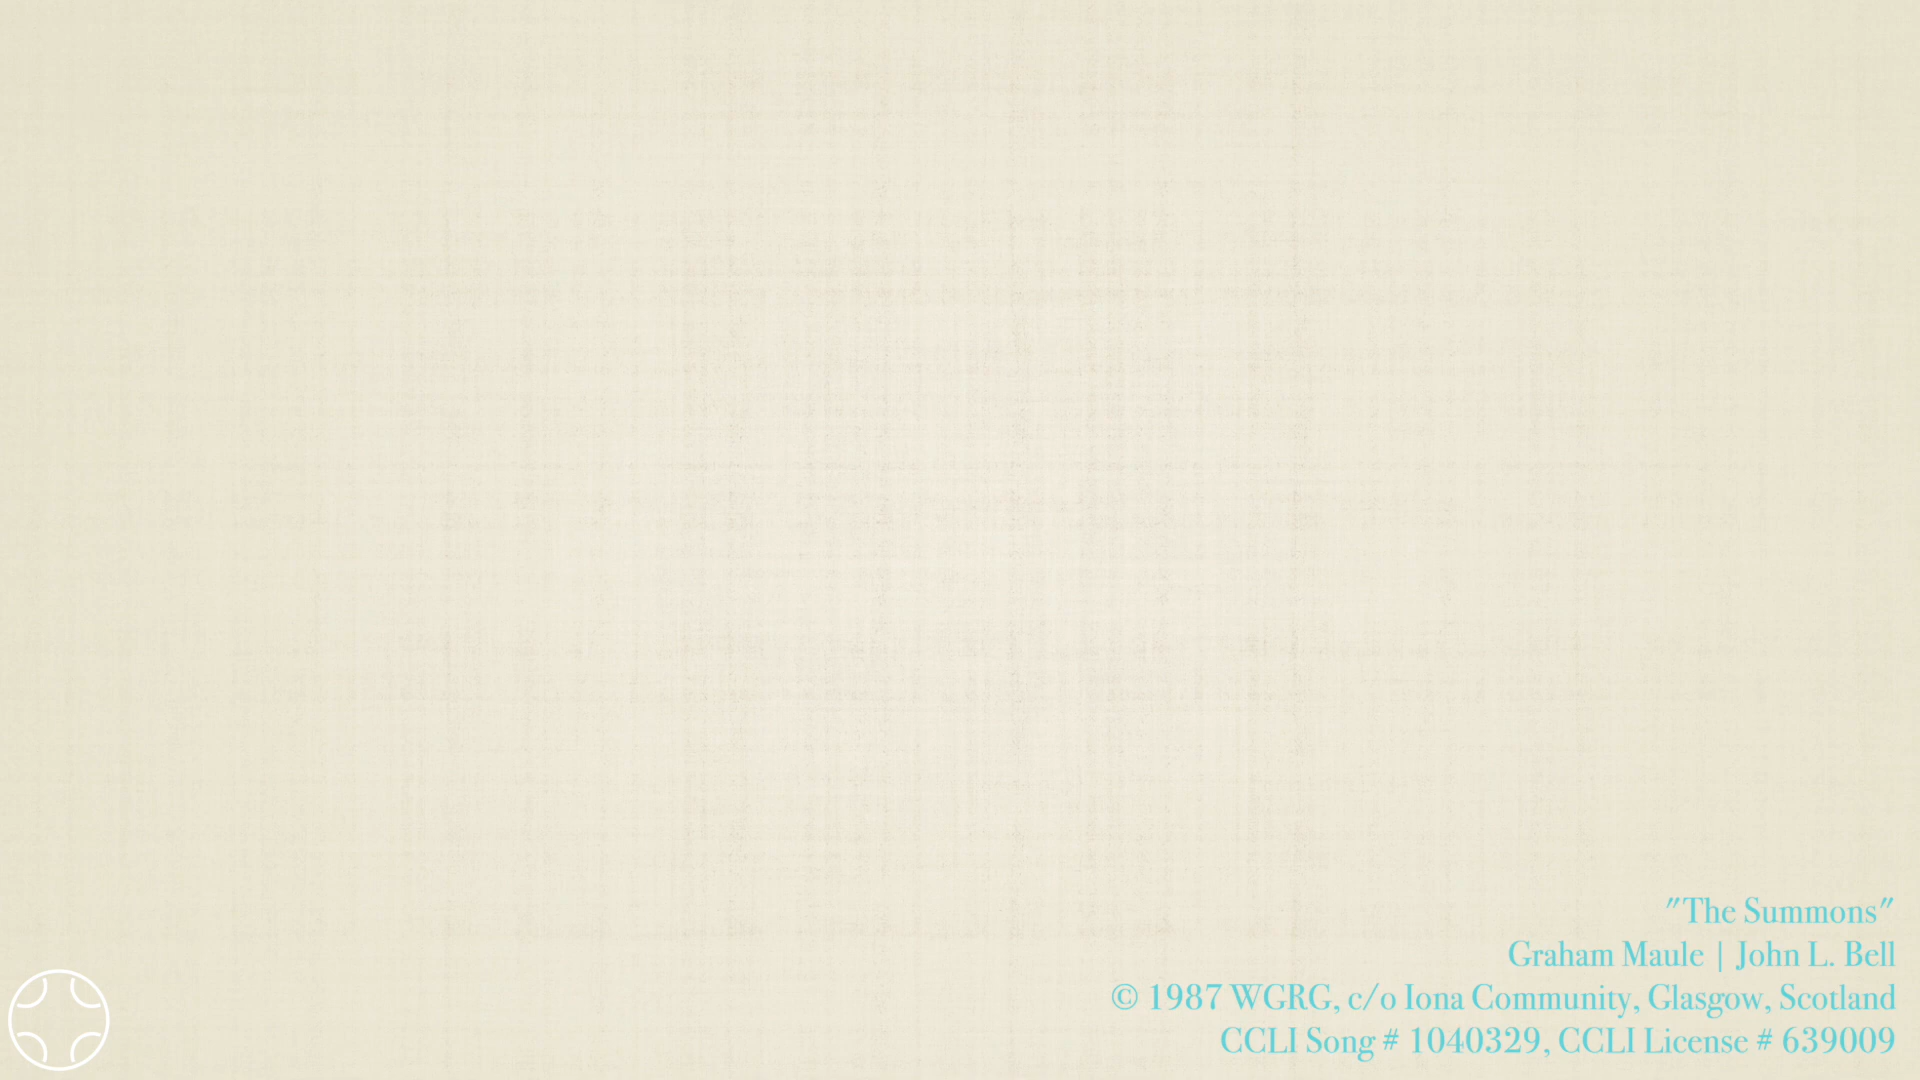 "The Summons"
Graham Maule | John L. Bell
© 1987 WGRG, c/o Iona Community, Glasgow, Scotland
CCLI Song # 1040329, CCLI License # 639009